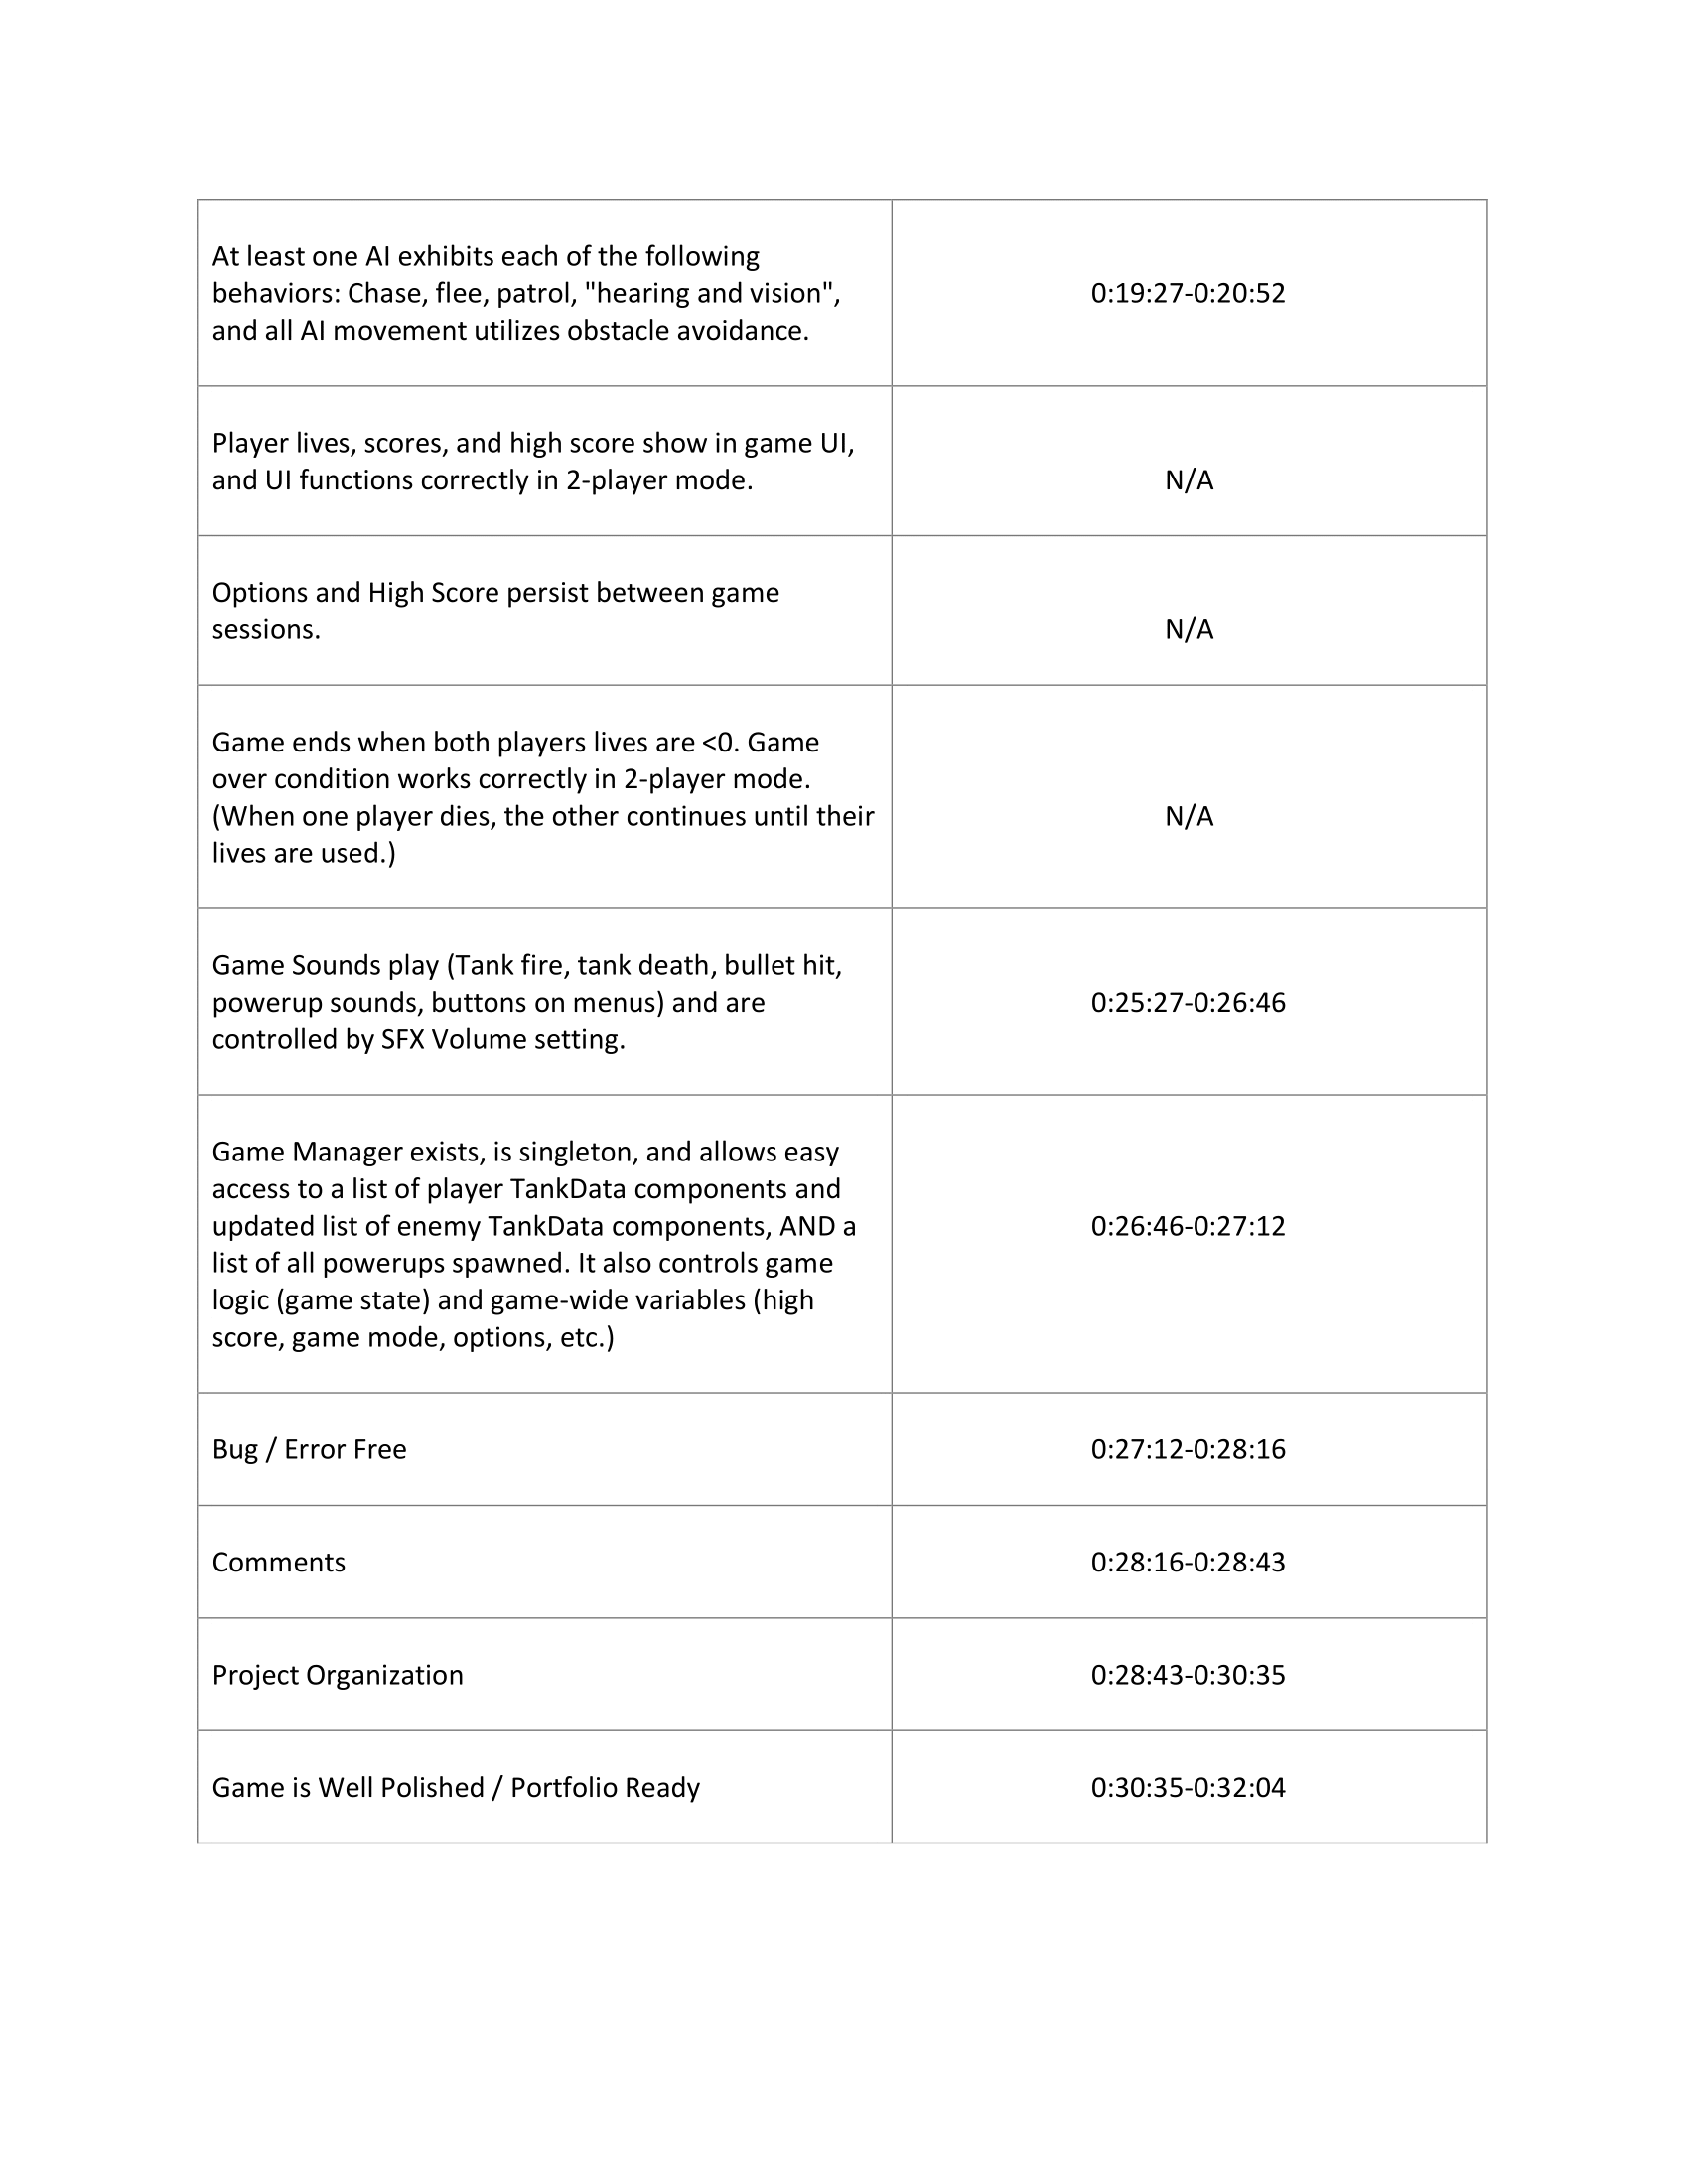 At least one AI exhibits each of the following
behaviors: Chase, flee, patrol, "hearing and vision",
and all AI movement utilizes obstacle avoidance.
0:19:27-0:20:52
Player lives, scores, and high score show in game UI,
and UI functions correctly in 2-player mode.
N/A
Options and High Score persist between game
sessions.
N/A
Game ends when both players lives are <0. Game
over condition works correctly in 2-player mode.
(When one player dies, the other continues until their
lives are used.)
N/A
Game Sounds play (Tank fire, tank death, bullet hit,
powerup sounds, buttons on menus) and are
controlled by SFX Volume setting.
0:25:27-0:26:46
Game Manager exists, is singleton, and allows easy
access to a list of player TankData components and
updated list of enemy TankData components, AND a
list of all powerups spawned. It also controls game
logic (game state) and game-wide variables (high
score, game mode, options, etc.)
0:26:46-0:27:12
Bug / Error Free
0:27:12-0:28:16
Comments
0:28:16-0:28:43
Project Organization
0:28:43-0:30:35
Game is Well Polished / Portfolio Ready
0:30:35-0:32:04